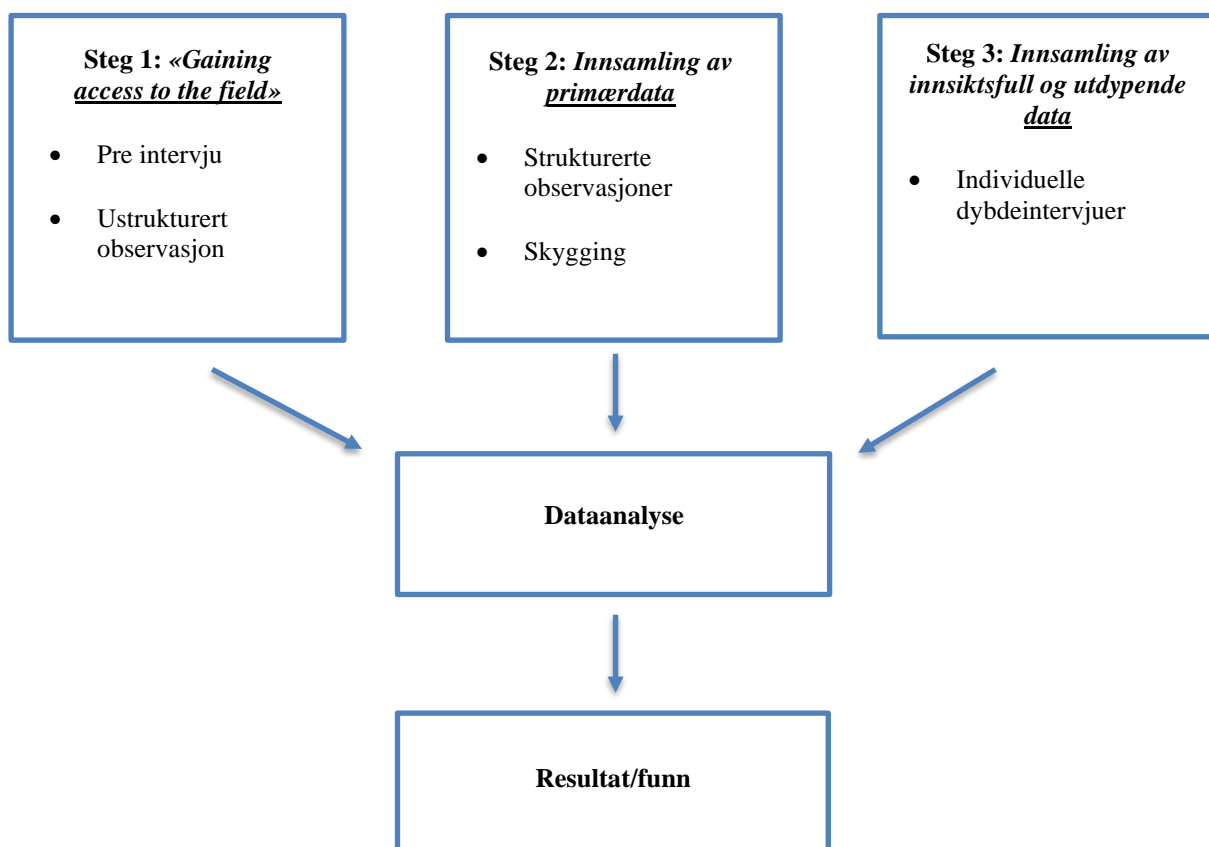 Steg 1: «Gaining
access to the field»
• Pre intervju
• Ustrukturert
observasjon
Steg 2: Innsamling av
primærdata
• Strukturerte
observasjoner
• Skygging
Steg 3: Innsamling av
innsiktsfull og utdypende
data
• Individuelle
dybdeintervjuer
Dataanalyse
Resultat/funn